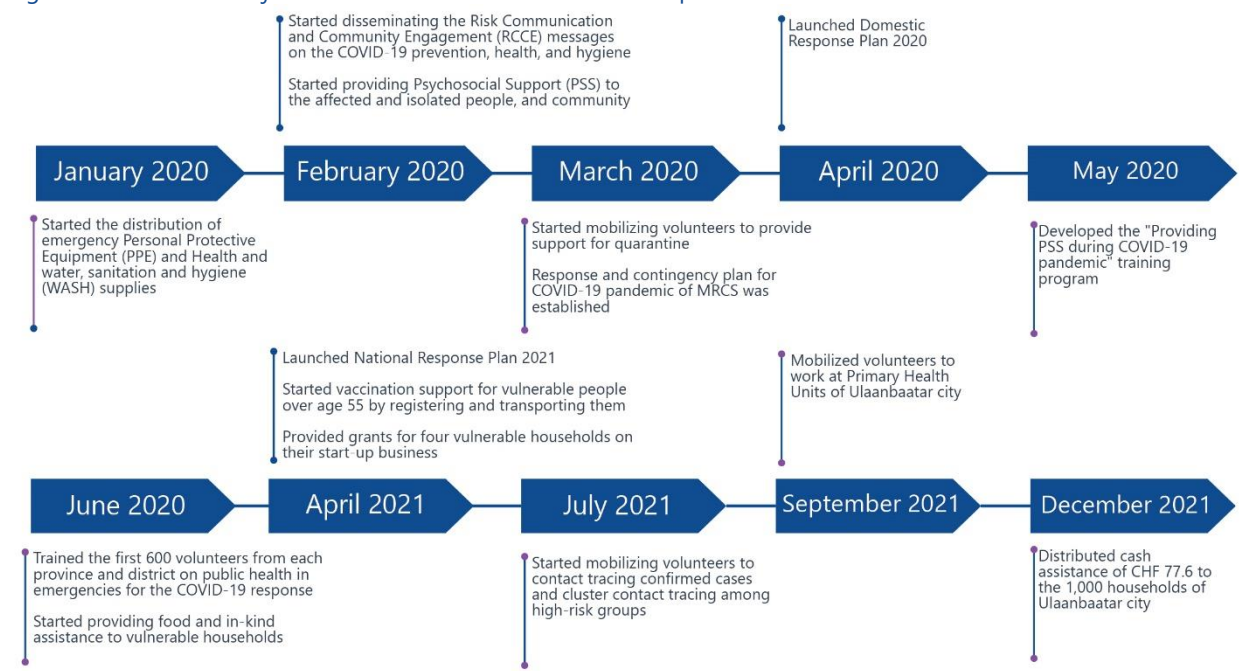 Started disseminating the Risk Communication
and Community Engagement (RCCE) messages
on the COVID-19 prevention, health, and hygiene
Started providing Psychosocial Support (PSS) to
the affected and isolated people, and community
Launched Domestic
Response Plan 2020
January 2020
February 2020
March 2020
April 2020
May 2020
Started the distribution of
emergency Personal Protective
Equipment (PPE) and Health and
water, sanitation and hygiene
(WASH) supplies
Started mobilizing volunteers to provide
support for quarantine
Response and contingency plan for
COVID-19 pandemic of MRCS was
established
Developed the "Providing
PSS during COVID-19
pandemic" training
program
Launched National Response Plan 2021
Started vaccination support for vulnerable people
over age 55 by registering and transporting them
Provided grants for four vulnerable households on
their start-up business
Mobilized volunteers to
work at Primary Health
Units of Ulaanbaatar city
June 2020
April 2021
July 2021
September 2021
December 2021
Trained the first 600 volunteers from each
province and district on public health in
emergencies for the COVID-19 response
Started providing food and in-kind
assistance to vulnerable households
Started mobilizing volunteers to
contact tracing confirmed cases
and cluster contact tracing among
high-risk groups
Distributed cash
assistance of CHF 77.6 to
the 1,000 households of
Ulaanbaatar city